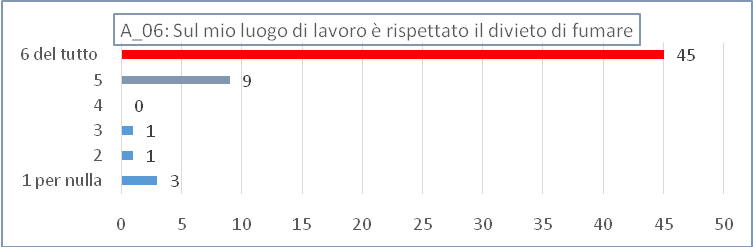 A_06: Sul mio luogo di lavoro è rispettato il divieto di fumare
6 del tutto 45
5 9
4 0
3 1
2 1
1 per nulla 3
0 5 10 15 20 25 30 35 40 45 50